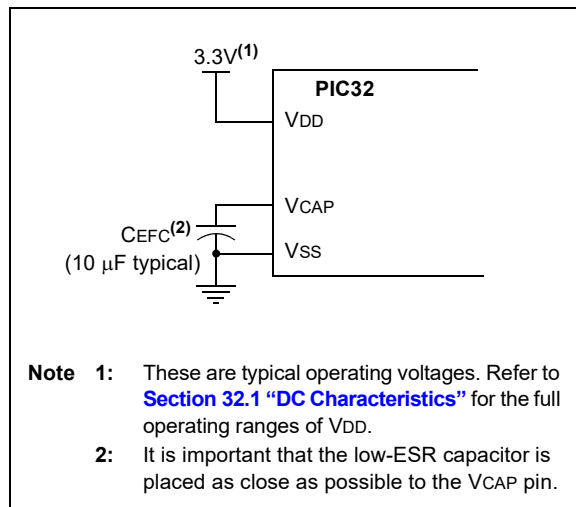 3.3V(1)
PIC32
VDD
VCAP
CEFC(2)
(10 μF typical)
VSS
Note 1: These are typical operating voltages. Refer to
Section 32.1 “DC Characteristics” for the full
operating ranges of VDD.
2: It is important that the low-ESR capacitor is
placed as close as possible to the VCAP pin.